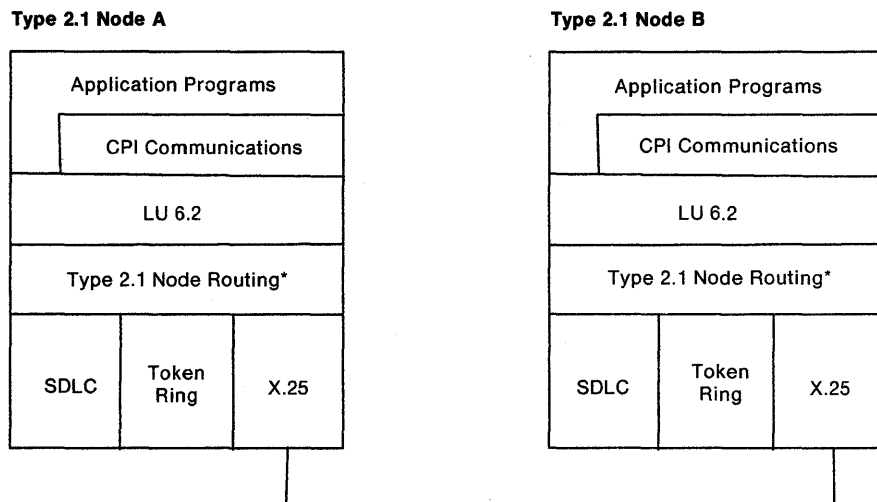 Type 2.1 Node A
Application Programs
CPI Communications
LU 6.2
Type 2.1 Node Routing*
SDLC
Token
Ring
X.25
Type 2.1 Node B
Application Programs
CPI Communications
LU 6.2
Type 2.1 Node Routing*
SDLC
Token
Ring
X.25